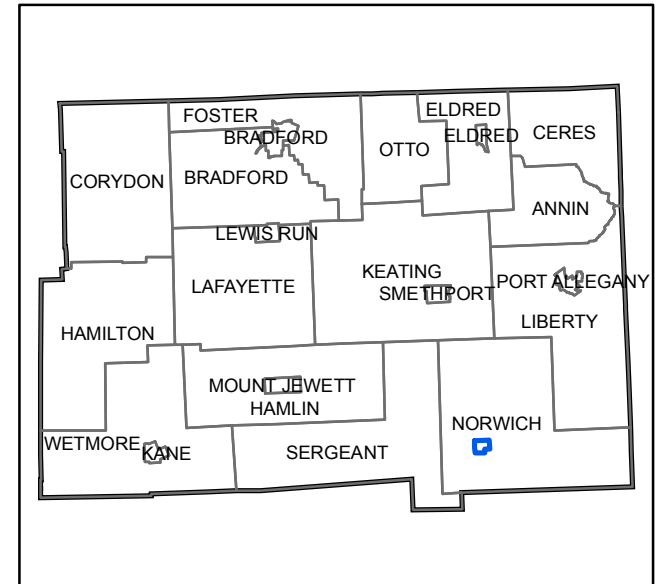 FOSTER
BRADFORD
ELDRED
ELDRED
CERES
OTTO
CORYDON
BRADFORD
ANNIN
LEWIS RUN
KEATING
SMETHPORT
PORT ALLEGANY
LAFAYETTE
LIBERTY
HAMILTON
MOUNT JEWETT
HAMLIN
NORWICH
WETMORE
KANE
SERGEANT